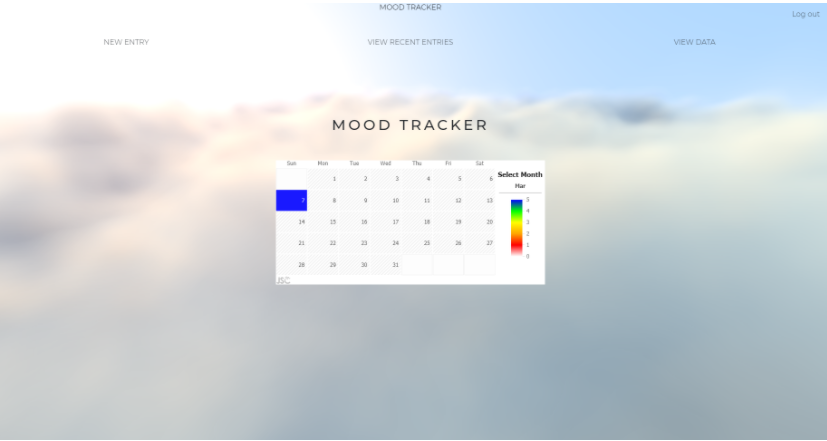 MOOD TRACKER
Log out
NEW ENTRY VIEW RECENT ENTRIES VIEW DATA
MOOD TRACKER
Sun Mon Tue Wed Thu Fri Sat
1 2 3 4 5 6
7 8 9 10 11 12 13
14 15 16 17 18 19 20
21 22 23 24 25 26 27
28 29 30 31
JSC
Select Month
Mar
5
4
3
2
1
0